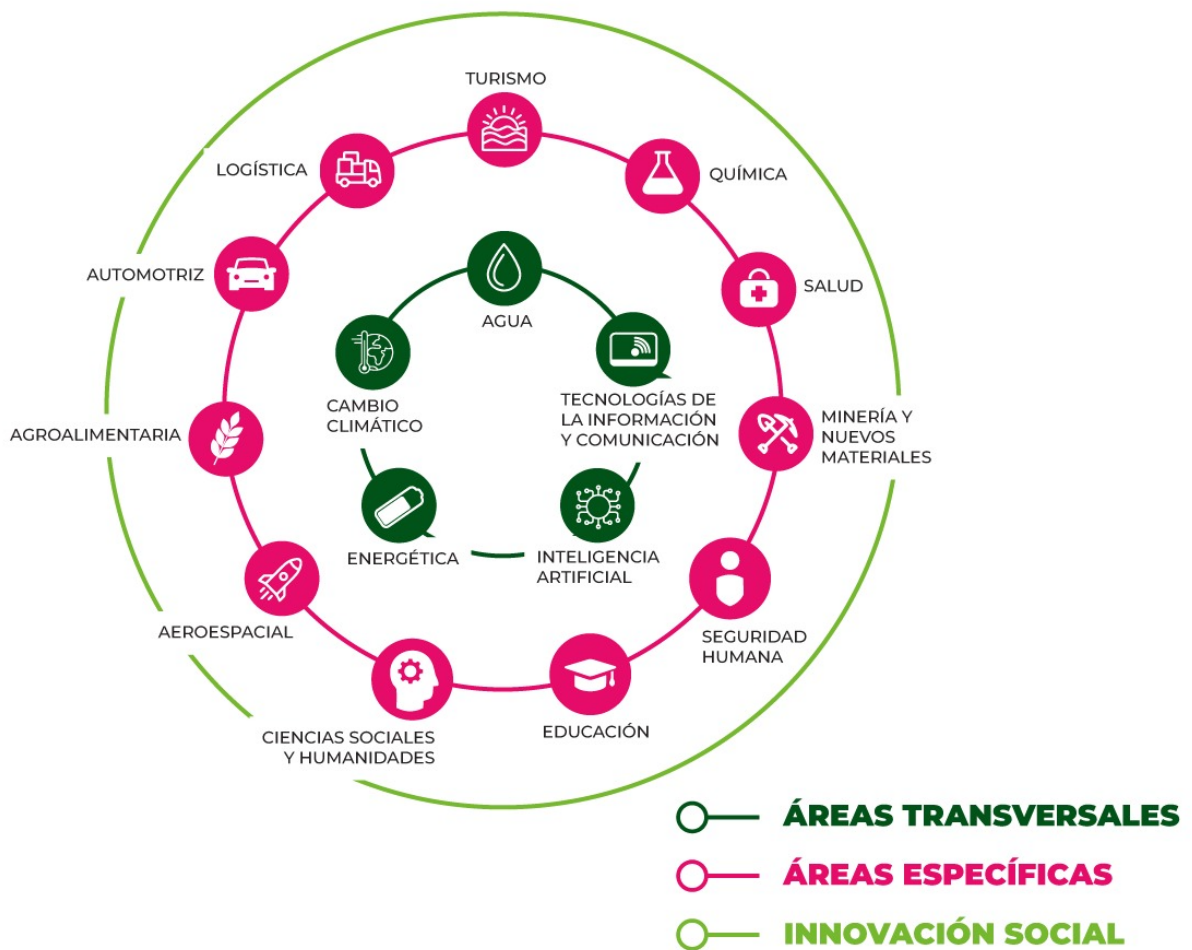 TURISMO
LOGÍSTICA
QUÍMICA
AUTOMOTRIZ
SALUD
AGUA
CAMBIO
CLIMÁTICO
TECNOLOGÍAS DE
LA INFORMACIÓN
Y COMUNICACIÓN
AGROALIMENTARIA
MINERÍA Y
NUEVOS
MATERIALES
ENERGÉTICA
INTELIGENCIA
ARTIFICIAL
AEROESPACIAL
SEGURIDAD
HUMANA
CIENCIAS SOCIALES
Y HUMANIDADES
EDUCACIÓN
ÁREAS TRANSVERSALES
ÁREAS ESPECÍFICAS
INNOVACIÓN SOCIAL